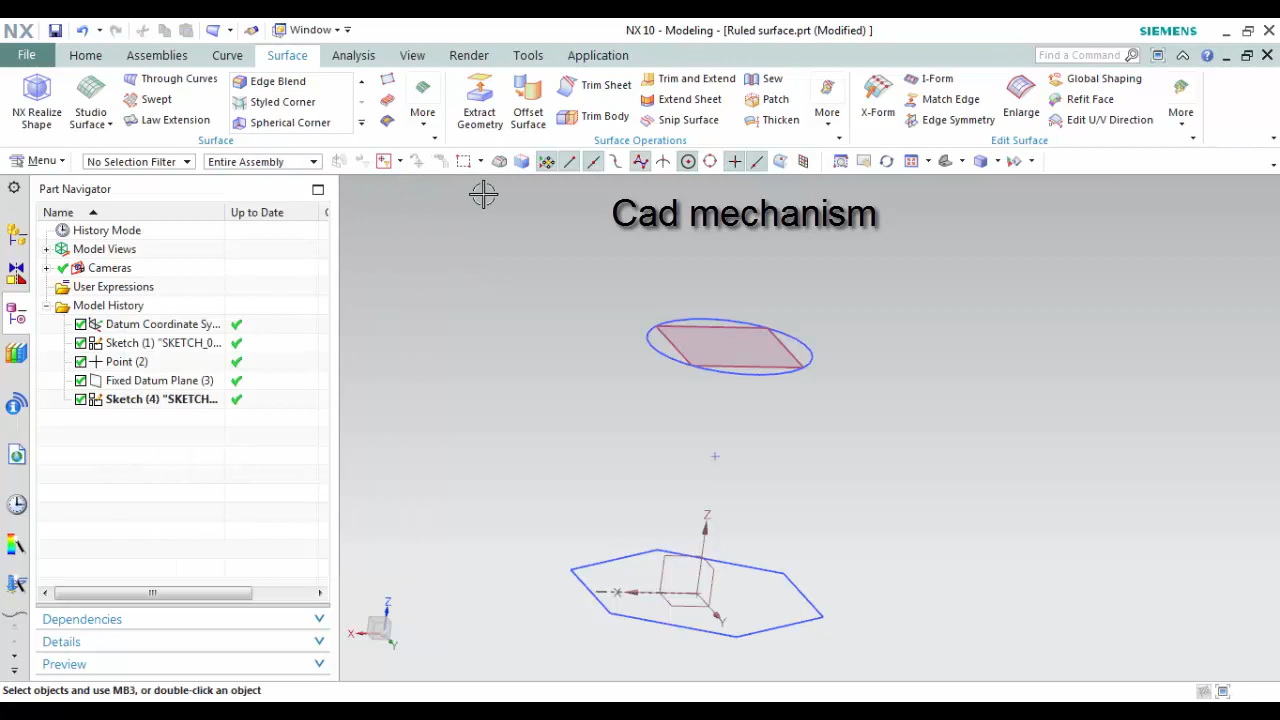 NX
Window
NX 10 - Modeling - [Ruled surface.prt (Modified) ]
SIEMENS
File
Home
Assemblies
Curve
Surface
Analysis
View
Render
Tools
Application
Find a Command
NX Realize
Shape
Studio
Surface
Through Curves
Swept
Law Extension
Edge Blend
Styled Corner
Spherical Corner
More
Surface
Extract
Geometry
Offset
Surface
Trim Sheet
Trim Body
Trim and Extend
Extend Sheet
Snip Surface
Sew
Patch
Thicken
More
Surface Operations
X-Form
I-Form
Match Edge
Edge Symmetry
Enlarge
Global Shaping
Refit Face
Edit U/V Direction
More
Edit Surface
Menu
No Selection Filter
Entire Assembly
Part Navigator
Name
Up to Date
C
History Mode
Model Views
Cameras
User Expressions
Model History
Datum Coordinate Sy...
Sketch (1) "SKETCH_0...
Point (2)
Fixed Datum Plane (3)
Sketch (4) "SKETCH...
Dependencies
Details
Preview
Cad mechanism
Z
X
Y
Z
X
Y
Select objects and use MB3, or double-click an object